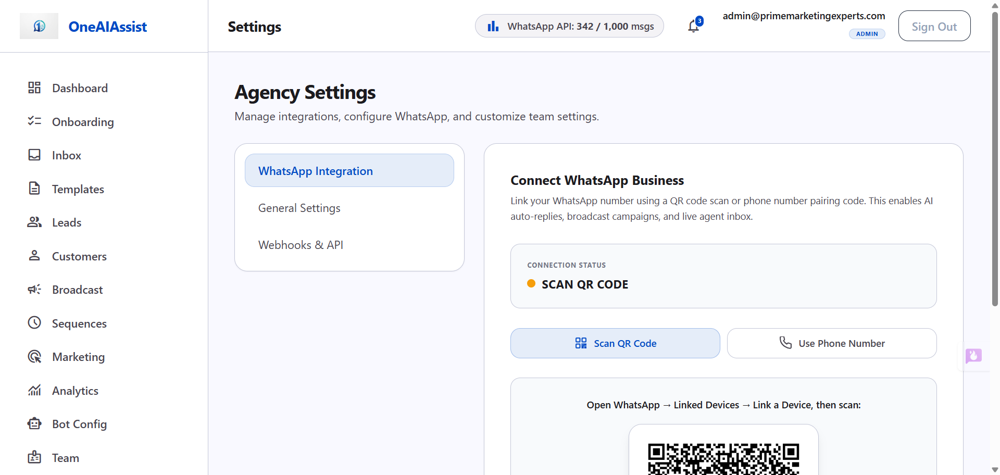 OneAIAssist
Settings
WhatsApp API: 342 / 1,000 msgs
3
admin@primemarketingexperts.com
ADMIN
Sign Out
Dashboard
Onboarding
Inbox
Templates
Leads
Customers
Broadcast
Sequences
Marketing
Analytics
Bot Config
Team
Agency Settings
Manage integrations, configure WhatsApp, and customize team settings.
WhatsApp Integration
General Settings
Webhooks & API
Connect WhatsApp Business
Link your WhatsApp number using a QR code scan or phone number pairing code. This enables AI
auto-replies, broadcast campaigns, and live agent inbox.
CONNECTION STATUS
SCAN QR CODE
Scan QR Code
Use Phone Number
Open WhatsApp → Linked Devices → Link a Device, then scan: